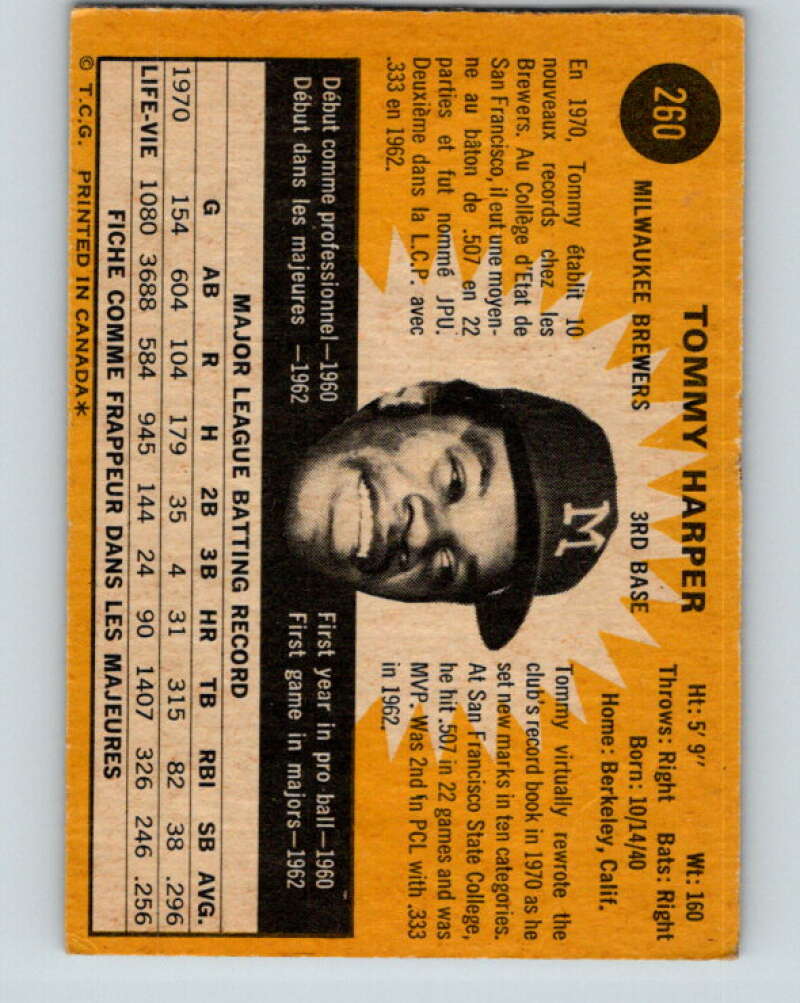 260
TOMMY HARPER
MILWAUKEE BREWERS 3RD BASE
Ht: 5' 9" Wt: 160
Throws: Right Bats: Right
Born: 10/14/40
Home: Berkeley, Calif.
En 1970, Tommy établit 10
nouveaux records chez les
Brewers. Au Collège d'Etat de
San Francisco, il eut une moyen-
ne au bâton de .507 en 22
parties et fut nommé JPU.
Deuxième dans la L.C.P. avec
.333 en 1962.
M
Tommy virtually rewrote the
club's record book in 1970 as he
set new marks in ten categories.
At San Francisco State College,
he hit .507 in 22 games and was
MVP. Was 2nd in PCL with .333
in 1962.
Début comme professionnel—1960
Début dans les majeures —1962
First year in pro ball—1960
First game in majors—1962
MAJOR LEAGUE BATTING RECORD
G AB R H 2B 3B HR TB RBI SB AVG.
1970 154 604 104 179 35 4 31 315 82 38 .296
LIFE-VIE 1080 3688 584 945 144 24 90 1407 326 246 .256
FICHE COMME FRAPPEUR DANS LES MAJEURES
© T.C.G. PRINTED IN CANADA*